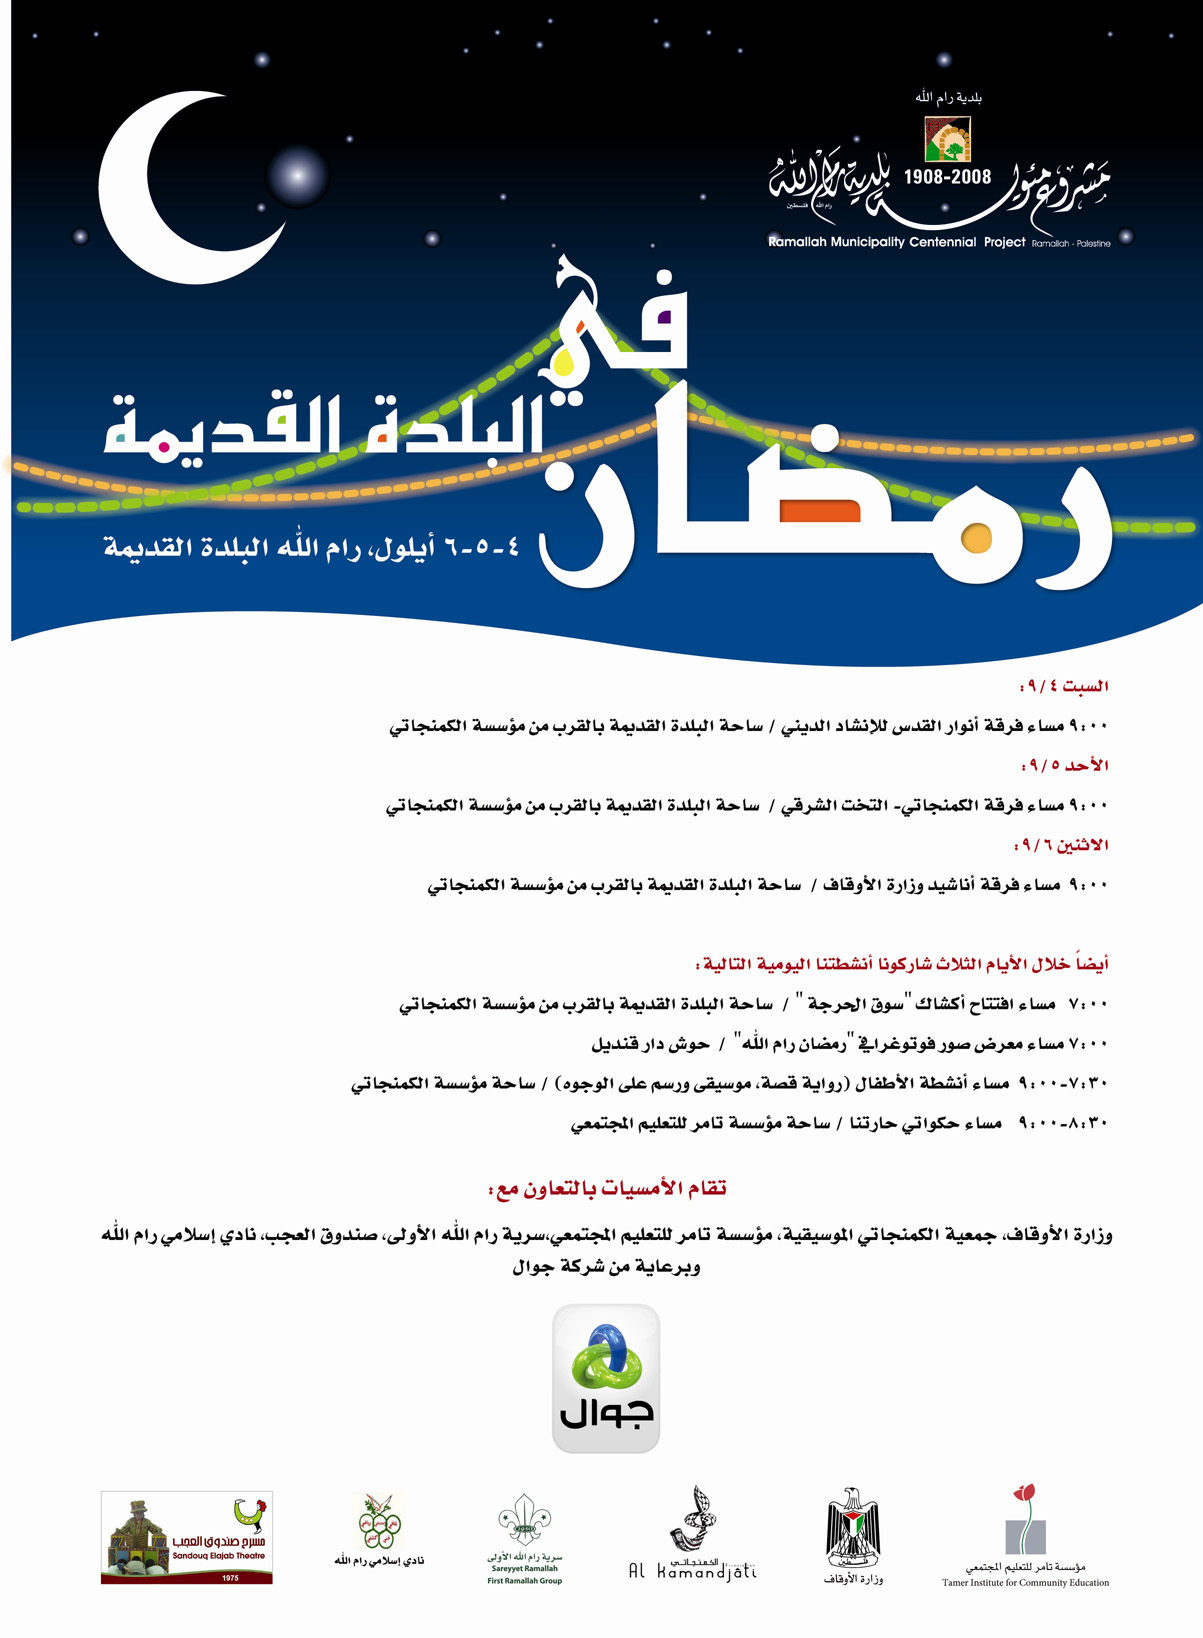 بلدية رام الله
1908-2008
مشروع مئوية بلدية رام الله
رام الله فلسطين
Ramallah Municipality Centennial Project Ramallah - Palestine
رمضان في
البلدة القديمة
٤-٥-٦ أيلول، رام الله البلدة القديمة
السبت ٩/٤:
٩:٠٠ مساء فرقة أنوار القدس للإنشاد الديني / ساحة البلدة القديمة بالقرب من مؤسسة الكمنجاتي
الأحد ٩/٥:
٩:٠٠ مساء فرقة الكمنجاتي- التخت الشرقي / ساحة البلدة القديمة بالقرب من مؤسسة الكمنجاتي
الاثنين ٩/٦:
٩:٠٠ مساء فرقة أناشيد وزارة الأوقاف / ساحة البلدة القديمة بالقرب من مؤسسة الكمنجاتي
أيضاً خلال الأيام الثلاث شاركونا أنشطتنا اليومية التالية:
٧:٠٠ مساء افتتاح أكشاك "سوق الحرجة" / ساحة البلدة القديمة بالقرب من مؤسسة الكمنجاتي
٧:٠٠ مساء معرض صور فوتوغرافي "رمضان رام الله" / حوش دار قنديل
٧:٣٠-٩:٠٠ مساء أنشطة الأطفال (رواية قصة، موسيقى ورسم على الوجوه) / ساحة مؤسسة الكمنجاتي
٨:٣٠-٩:٠٠ مساء حكواتي حارتنا / ساحة مؤسسة تامر للتعليم المجتمعي
تقام الأمسيات بالتعاون مع:
وزارة الأوقاف، جمعية الكمنجاتي الموسيقية، مؤسسة تامر للتعليم المجتمعي،سرية رام الله الأولى، صندوق العجب، نادي إسلامي رام الله
وبرعاية من شركة جوال
جوال
مؤسسة تامر للتعليم المجتمعي
Tamer Institute for Community Education
فلسطين
وزارة الأوقاف
الكمنجاتي
Al Kamandjâti
سرية رام الله الأولى
Sareyyet Ramallah
First Ramallah Group
نادي إسلامي رام الله
مسرح صندوق العجب
Sandouq Elajab Theatre
1975